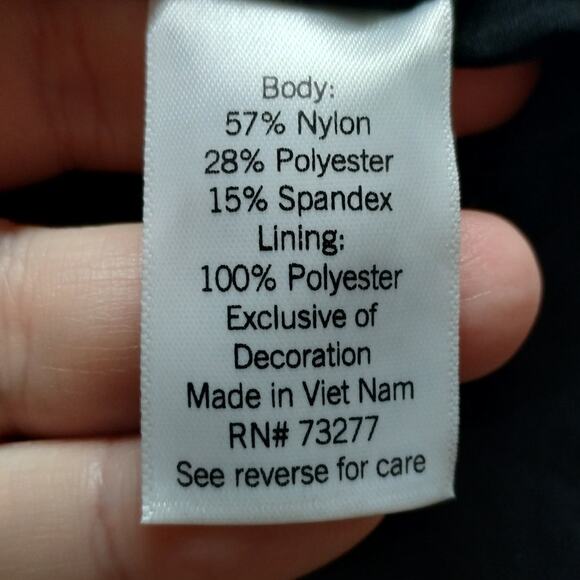 Body:
57% Nylon
28% Polyester
15% Spandex
Lining:
100% Polyester
Exclusive of
Decoration
Made in Viet Nam
RN# 73277
See reverse for care